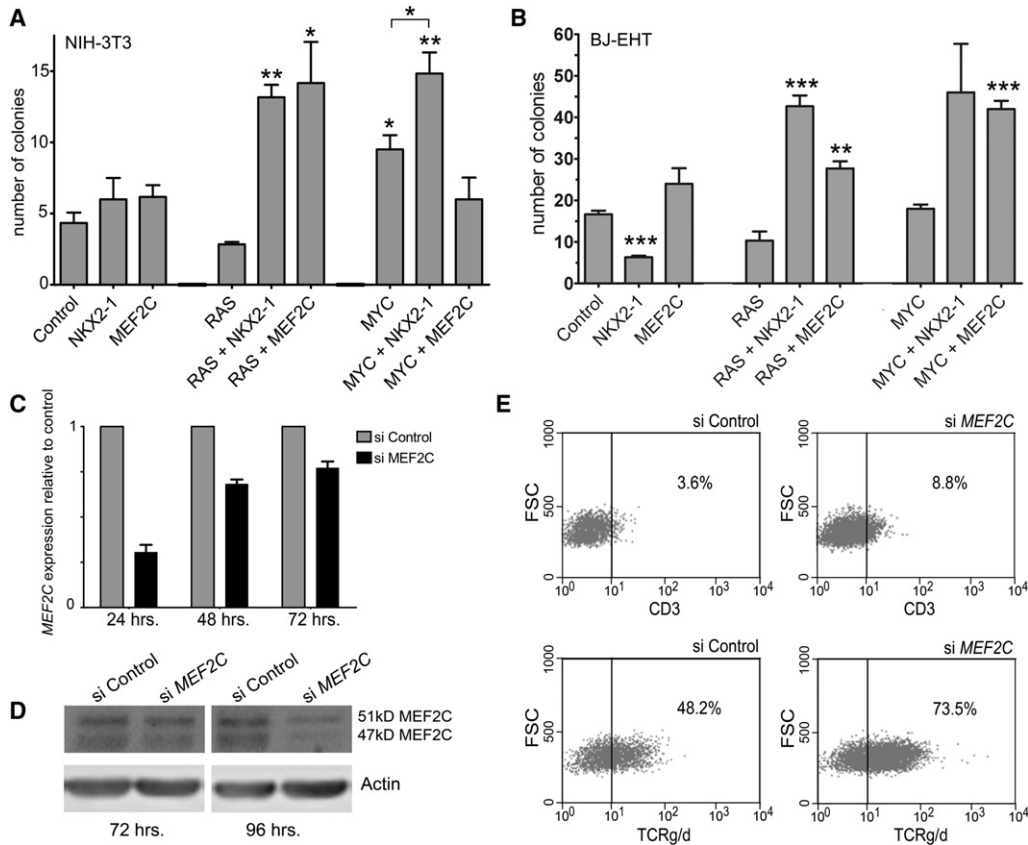 A
NIH-3T3
number of colonies
15
10
5
0
*
**
*
*
*
**
Control
NKX2-1
MEF2C
RAS
RAS + NKX2-1
RAS + MEF2C
MYC
MYC + NKX2-1
MYC + MEF2C
B
BJ-EHT
number of colonies
60
50
40
30
20
10
0
***
***
**
***
Control
NKX2-1
MEF2C
RAS
RAS + NKX2-1
RAS + MEF2C
MYC
MYC + NKX2-1
MYC + MEF2C
C
MEF2C expression relative to control
1
0
24 hrs.
48 hrs.
72 hrs.
si Control
si MEF2C
D
si Control
si MEF2C
si Control
si MEF2C
51kD MEF2C
47kD MEF2C
Actin
72 hrs.
96 hrs.
E
si Control
FSC
1000
500
0
3.6%
10⁰ 10¹ 10² 10³ 10⁴
CD3
si MEF2C
FSC
1000
500
0
8.8%
10⁰ 10¹ 10² 10³ 10⁴
CD3
si Control
FSC
1000
500
0
48.2%
10⁰ 10¹ 10² 10³ 10⁴
TCRg/d
si MEF2C
FSC
1000
500
0
73.5%
10⁰ 10¹ 10² 10³ 10⁴
TCRg/d